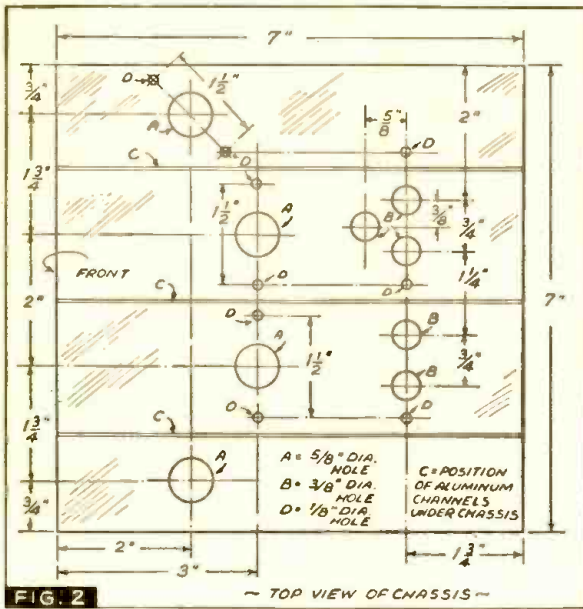 7"
3/4"
D
1 1/2"
A
5/8"
2"
D
C
D
1 3/4"
1 1/2"
A
B
3/8"
3/4"
FRONT
D
D
1 1/4"
7"
2"
C
D
B
A
1 1/2"
3/4"
B
D
D
C
1 3/4"
A
A = 5/8" DIA.
HOLE
B = 3/8" DIA.
HOLE
D = 1/8" DIA.
HOLE
C = POSITION
OF ALUMINUM
CHANNELS
UNDER CHASSIS
3/4"
2"
1 3/4"
3"
FIG. 2
~ TOP VIEW OF CHASSIS ~